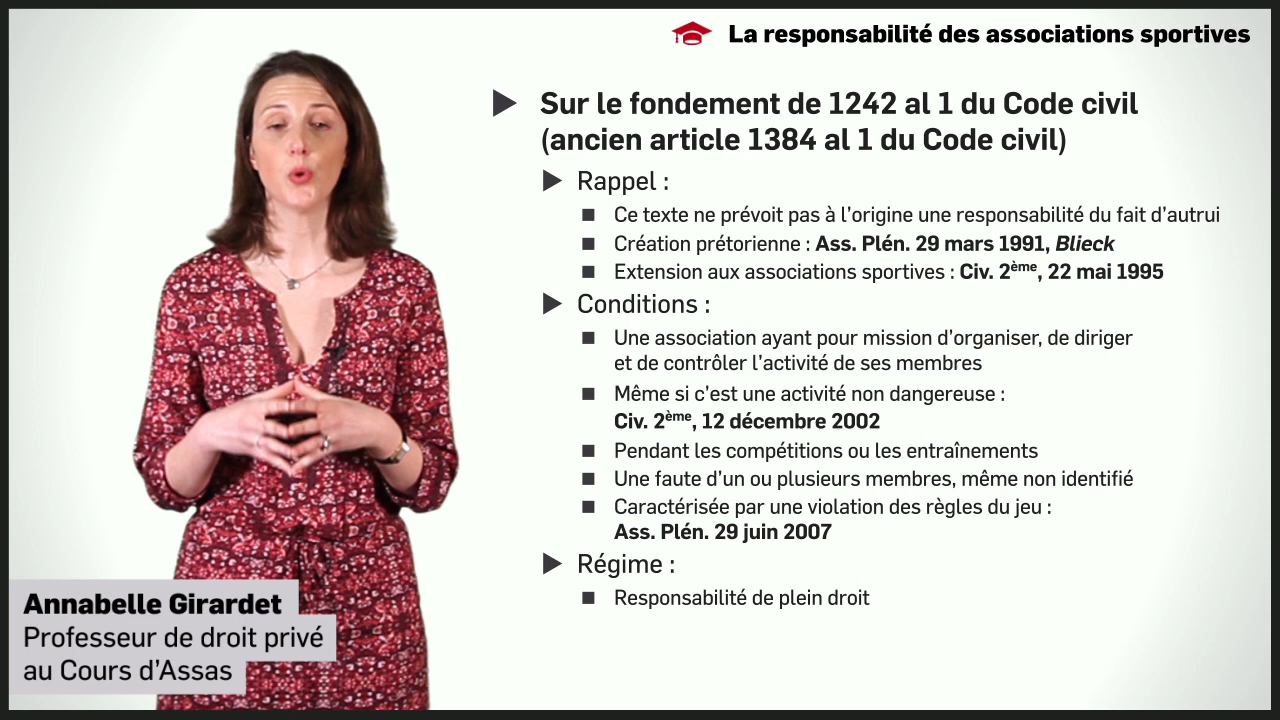 La responsabilité des associations sportives
Sur le fondement de 1242 al 1 du Code civil
(ancien article 1384 al 1 du Code civil)
Rappel :
Ce texte ne prévoit pas à l'origine une responsabilité du fait d'autrui
Création prétorienne : Ass. Plén. 29 mars 1991, Blieck
Extension aux associations sportives : Civ. 2ème, 22 mai 1995
Conditions :
Une association ayant pour mission d'organiser, de diriger
et de contrôler l'activité de ses membres
Même si c'est une activité non dangereuse :
Civ. 2ème, 12 décembre 2002
Pendant les compétitions ou les entraînements
Une faute d'un ou plusieurs membres, même non identifié
Caractérisée par une violation des règles du jeu :
Ass. Plén. 29 juin 2007
Régime :
Responsabilité de plein droit
Annabelle Girardet
Professeur de droit privé
au Cours d'Assas